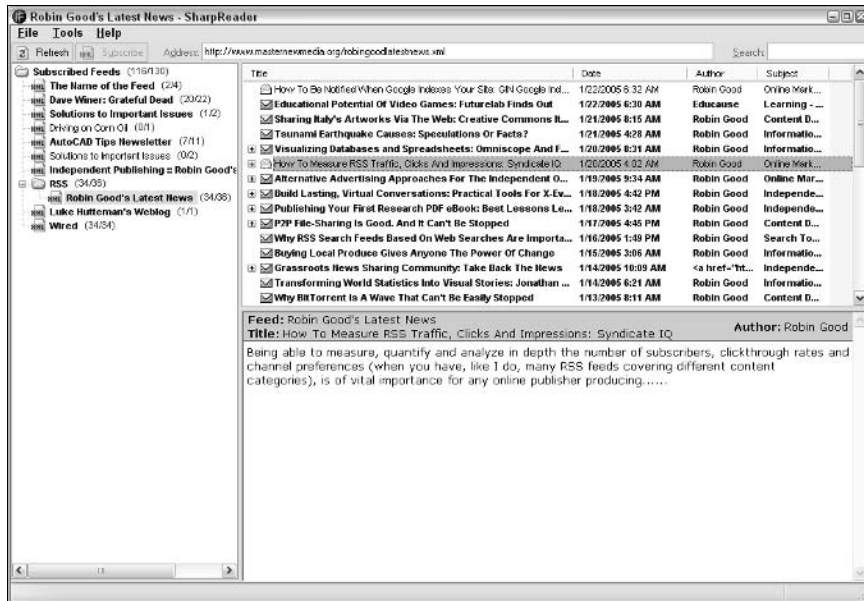 Robin Good's Latest News - SharpReader
File Tools Help
Refresh Subscribe Address: http://www.masternewmedia.org/robingoodlatestnews.xml Search:
Subscribed Feeds (116/130)
The Name of the Feed (2/4)
Dave Winer: Grateful Dead (20/22)
Solutions to Important Issues (1/2)
Driving on Corn Oil (0/1)
AutoCAD Tips Newsletter (7/11)
Solutions to Important Issues (0/2)
Independent Publishing :: Robin Good's
RSS (34/36)
Robin Good's Latest News (34/36)
Luke Hutteman's Weblog (1/1)
Wired (34/34)
Title Date Author Subject
How To Be Notified When Google Indexes Your Site: GIN Google Ind... 1/22/2005 6:32 AM Robin Good Online Mark...
Educational Potential Of Video Games: Futurelab Finds Out 1/22/2005 6:30 AM Educause Learning - ...
Sharing Italy's Artworks Via The Web: Creative Commons It... 1/21/2005 8:15 AM Robin Good Content D...
Tsunami Earthquake Causes: Speculations Or Facts? 1/21/2005 4:28 AM Robin Good Informatio...
Visualizing Databases and Spreadsheets: Omniscope And F... 1/20/2005 8:31 AM Robin Good Informatio...
How To Measure RSS Traffic, Clicks And Impressions: Syndicate IQ 1/20/2005 4:02 AM Robin Good Online Mark...
Alternative Advertising Approaches For The Independent O... 1/19/2005 9:34 AM Robin Good Online Mar...
Build Lasting, Virtual Conversations: Practical Tools For X-Ev... 1/18/2005 4:42 PM Robin Good Independe...
Publishing Your First Research PDF eBook: Best Lessons Le... 1/18/2005 3:42 AM Robin Good Independe...
P2P File-Sharing Is Good. And It Can't Be Stopped 1/17/2005 4:45 PM Robin Good Content D...
Why RSS Search Feeds Based On Web Searches Are Importa... 1/16/2005 1:49 PM Robin Good Search To...
Buying Local Produce Gives Anyone The Power Of Change 1/15/2005 3:06 AM Robin Good Informatio...
Grassroots News Sharing Community: Take Back The News 1/14/2005 10:09 AM <a href="ht... Independe...
Transforming World Statistics Into Visual Stories: Jonathan ... 1/14/2005 6:21 AM Robin Good Informatio...
Why BitTorrent Is A Wave That Can't Be Easily Stopped 1/13/2005 8:11 AM Robin Good Content D...
Feed: Robin Good's Latest News
Title: How To Measure RSS Traffic, Clicks And Impressions: Syndicate IQ Author: Robin Good
Being able to measure, quantify and analyze in depth the number of subscribers, clickthrough rates and
channel preferences (when you have, like I do, many RSS feeds covering different content
categories), is of vital importance for any online publisher producing......